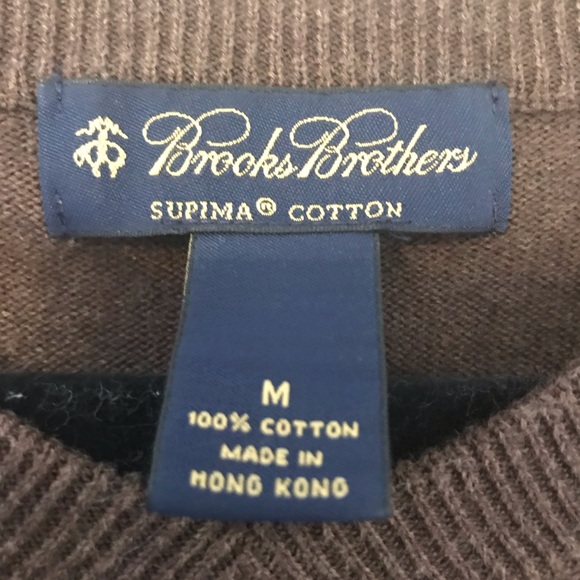 Brooks Brothers
SUPIMA® COTTON
M
100% COTTON
MADE IN
HONG KONG